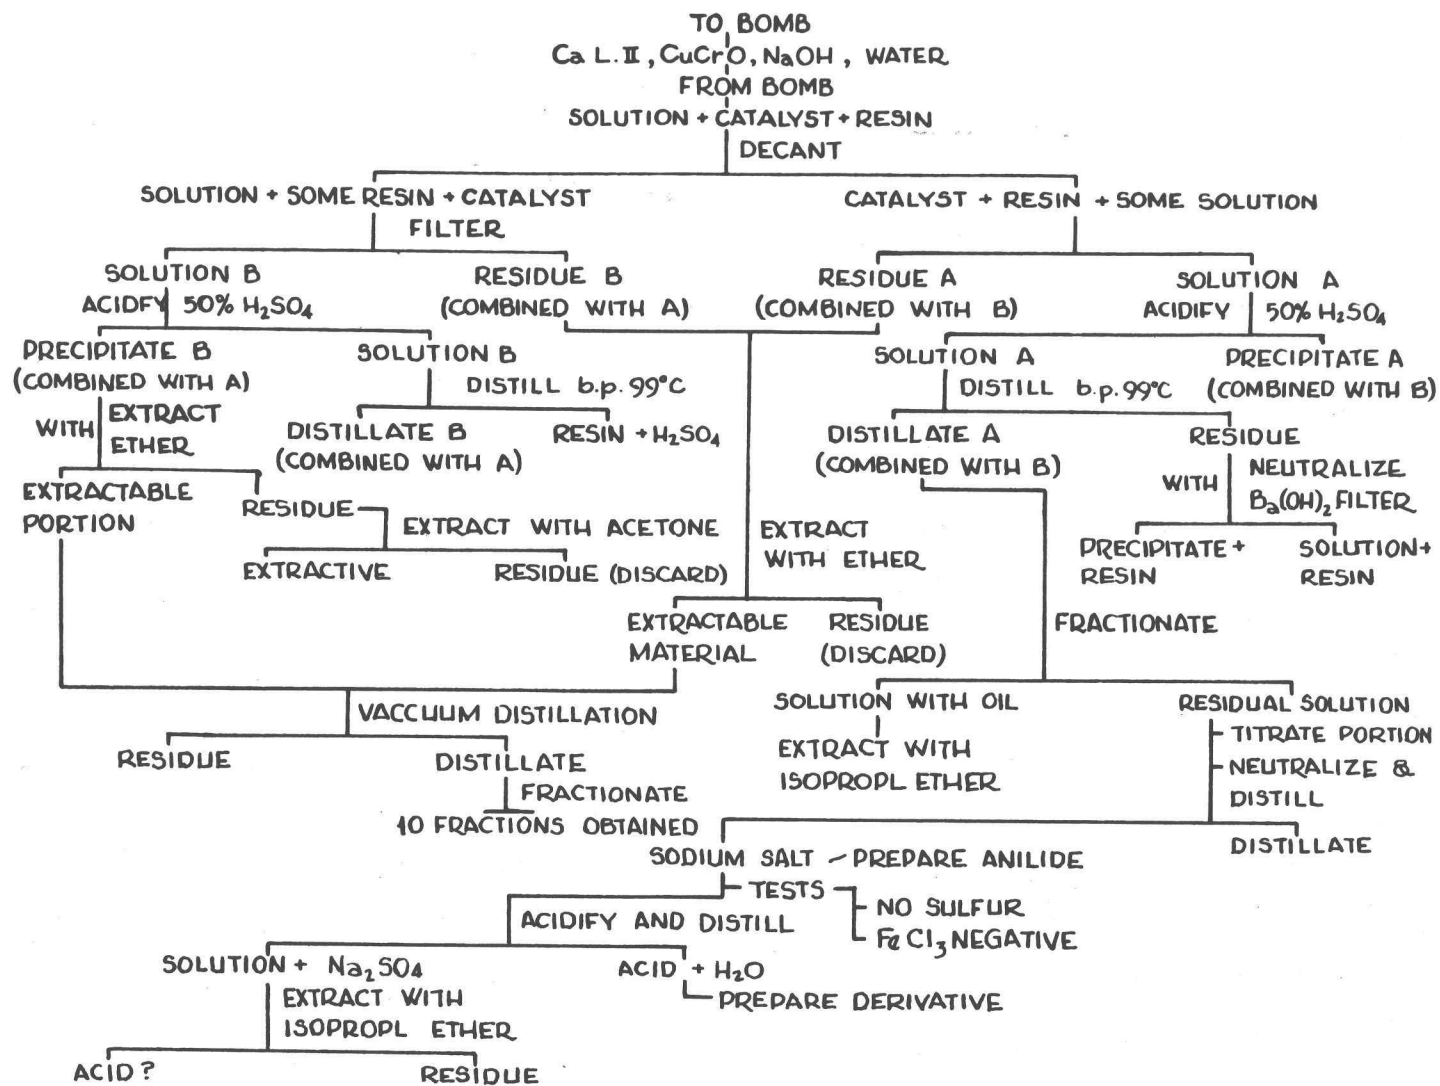 TO BOMB
Ca L.II, CuCrO, NaOH, WATER
FROM BOMB
SOLUTION + CATALYST + RESIN
DECANT
SOLUTION + SOME RESIN + CATALYST
CATALYST + RESIN + SOME SOLUTION
FILTER
SOLUTION B
RESIDUE B
(COMBINED WITH A)
RESIDUE A
(COMBINED WITH B)
SOLUTION A
ACIDFY 50% H₂SO₄
ACIDIFY 50% H₂SO₄
PRECIPITATE B
(COMBINED WITH A)
SOLUTION B
SOLUTION A
PRECIPITATE A
(COMBINED WITH B)
DISTILL b.p. 99°C
DISTILL b.p. 99°C
WITH EXTRACT
ETHER
DISTILLATE B
(COMBINED WITH A)
RESIN + H₂SO₄
DISTILLATE A
(COMBINED WITH B)
RESIDUE
WITH NEUTRALIZE
Ba(OH)₂ FILTER
EXTRACTABLE
PORTION
RESIDUE
EXTRACT WITH ACETONE
EXTRACT
WITH ETHER
PRECIPITATE +
RESIN
SOLUTION +
RESIN
EXTRACTIVE
RESIDUE (DISCARD)
EXTRACTABLE
MATERIAL
RESIDUE
(DISCARD)
FRACTIONATE
SOLUTION WITH OIL
RESIDUAL SOLUTION
VACCUUM DISTILLATION
EXTRACT WITH
ISOPROPL ETHER
TITRATE PORTION
NEUTRALIZE &
DISTILL
RESIDUE
DISTILLATE
FRACTIONATE
10 FRACTIONS OBTAINED
DISTILLATE
SODIUM SALT – PREPARE ANILIDE
TESTS
NO SULFUR
FeCl₃ NEGATIVE
ACIDIFY AND DISTILL
SOLUTION + Na₂SO₄
ACID + H₂O
PREPARE DERIVATIVE
EXTRACT WITH
ISOPROPL ETHER
ACID?
RESIDUE